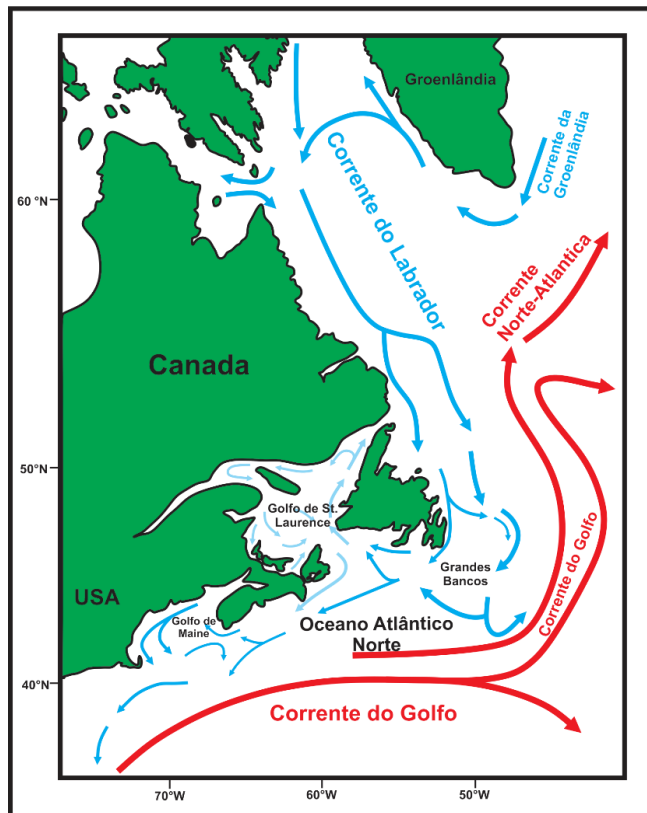 Groenlândia
Corrente da
Groenlândia
60 °N
Corrente do Labrador
Corrente
Norte-Atlantica
Canada
50°N
Golfo de St.
Laurence
Grandes
Bancos
Corrente do Golfo
USA
Golfo de
Maine
Oceano Atlântico
Norte
40°N
Corrente do Golfo
70°W
60°W
50°W